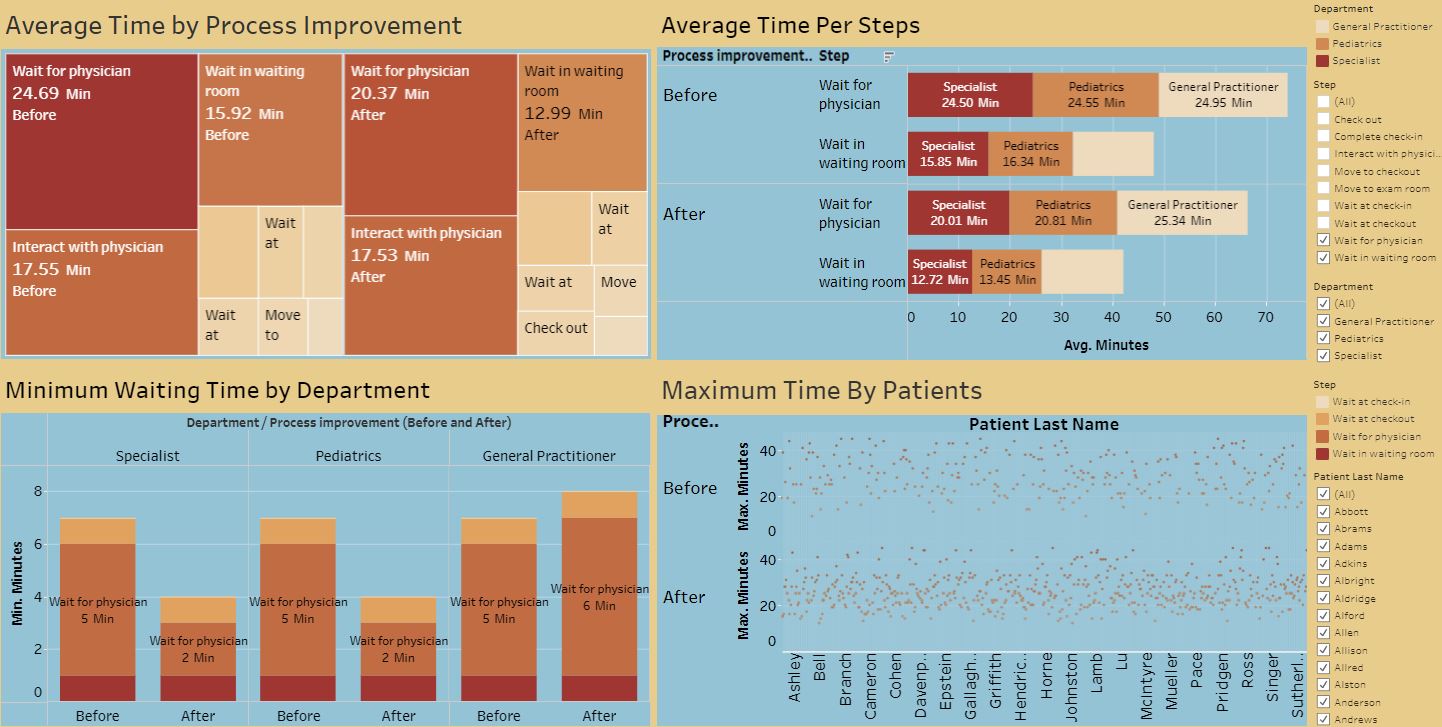 Average Time by Process Improvement
Wait for physician
24.69 Min
Before
Interact with physician
17.55 Min
Before
Wait in waiting
room
15.92 Min
Before
Wait
at
Wait
at
Move
to
Wait for physician
20.37 Min
After
Interact with physician
17.53 Min
After
Wait in waiting
room
12.99 Min
After
Wait
at
Wait at
Move
Check out
Average Time Per Steps
Process improvement.. Step
Before
Wait for
physician
Specialist
24.50 Min
Pediatrics
24.55 Min
General Practitioner
24.95 Min
Wait in
waiting room
Specialist
15.85 Min
Pediatrics
16.34 Min
After
Wait for
physician
Specialist
20.01 Min
Pediatrics
20.81 Min
General Practitioner
25.34 Min
Wait in
waiting room
Specialist
12.72 Min
Pediatrics
13.45 Min
0 10 20 30 40 50 60 70
Avg. Minutes
Minimum Waiting Time by Department
Department / Process improvement (Before and After)
Specialist Pediatrics General Practitioner
Min. Minutes
8
6
4
2
0
Wait for physician
5 Min
Wait for physician
2 Min
Wait for physician
5 Min
Wait for physician
2 Min
Wait for physician
5 Min
Wait for physician
6 Min
Before After Before After Before After
Maximum Time By Patients
Proce..
Patient Last Name
Before
Max. Minutes
40
20
0
After
Max. Minutes
40
20
0
Ashley
Bell
Branch
Cameron
Cohen
Davenp..
Epstein
Gallagh..
Griffith
Hendric..
Horne
Johnston
Lamb
Lu
McIntyre
Mueller
Pace
Pridgen
Ross
Singer
Sutherl..
Department
General Practitioner
Pediatrics
Specialist
Step
(All)
Check out
Complete check-in
Interact with physici..
Move to checkout
Move to exam room
Wait at check-in
Wait at checkout
Wait for physician
Wait in waiting room
Department
(All)
General Practitioner
Pediatrics
Specialist
Step
Wait at check-in
Wait at checkout
Wait for physician
Wait in waiting room
Patient Last Name
(All)
Abbott
Abrams
Adams
Adkins
Albright
Aldridge
Alford
Allen
Allison
Allred
Alston
Anderson
Andrews